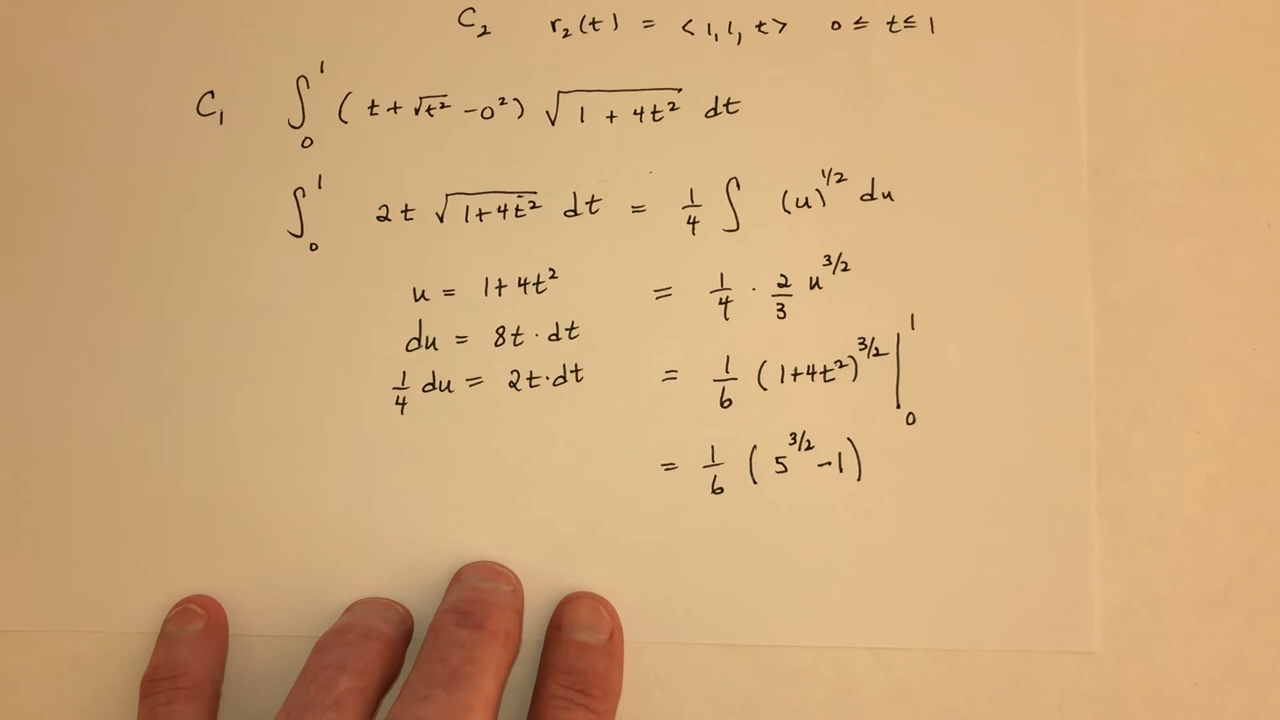 C₂ r₂(t) = <1, 1, t> 0 ≤ t ≤ 1
C₁ ∫₀¹ (t + √t² - 0²) √(1 + 4t²) dt
∫₀¹ 2t √(1+4t²) dt = 1/4 ∫ (u)^(1/2) du
u = 1+4t² = 1/4 · 2/3 u^(3/2)
du = 8t · dt
1/4 du = 2t·dt = 1/6 (1+4t²)^(3/2) |₀¹
= 1/6 (5^(3/2) - 1)